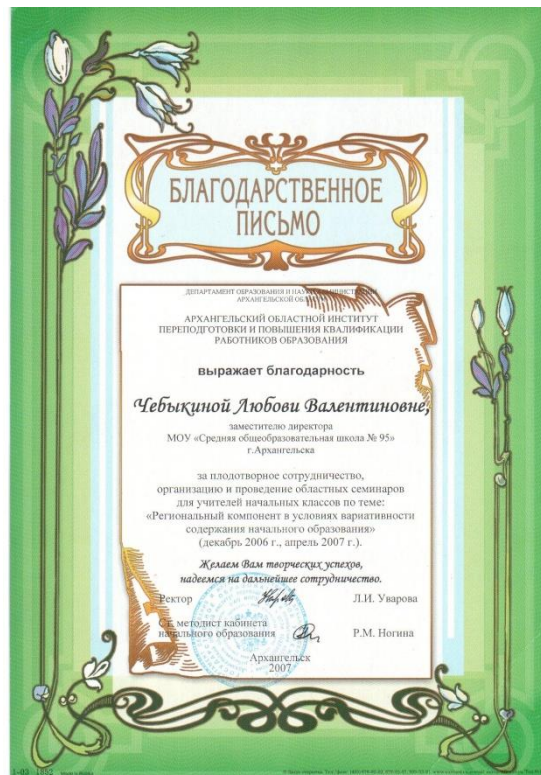 БЛАГОДАРСТВЕННОЕ
ПИСЬМО
ДЕПАРТАМЕНТ ОБРАЗОВАНИЯ И НАУКИ
АРХАНГЕЛЬСКОЙ
АРХАНГЕЛЬСКИЙ ОБЛАСТНОЙ ИНСТИТУТ
ПЕРЕПОДГОТОВКИ И ПОВЫШЕНИЯ КВАЛИФИКАЦИИ
РАБОТНИКОВ ОБРАЗОВАНИЯ
выражает благодарность
Чебыкиной Любови Валентиновне,
заместителю директора
МОУ «Средняя общеобразовательная школа № 95»
г.Архангельска
за плодотворное сотрудничество,
организацию и проведение областных семинаров
для учителей начальных классов по теме:
«Региональный компонент в условиях вариативности
содержания начального образования»
(декабрь 2006 г., апрель 2007 г.).
Желаем Вам творческих успехов,
надеемся на дальнейшее сотрудничество.
Ректор Л.И. Уварова
Ст. методист кабинета
начального образования Р.М. Ногина
Архангельск
2007